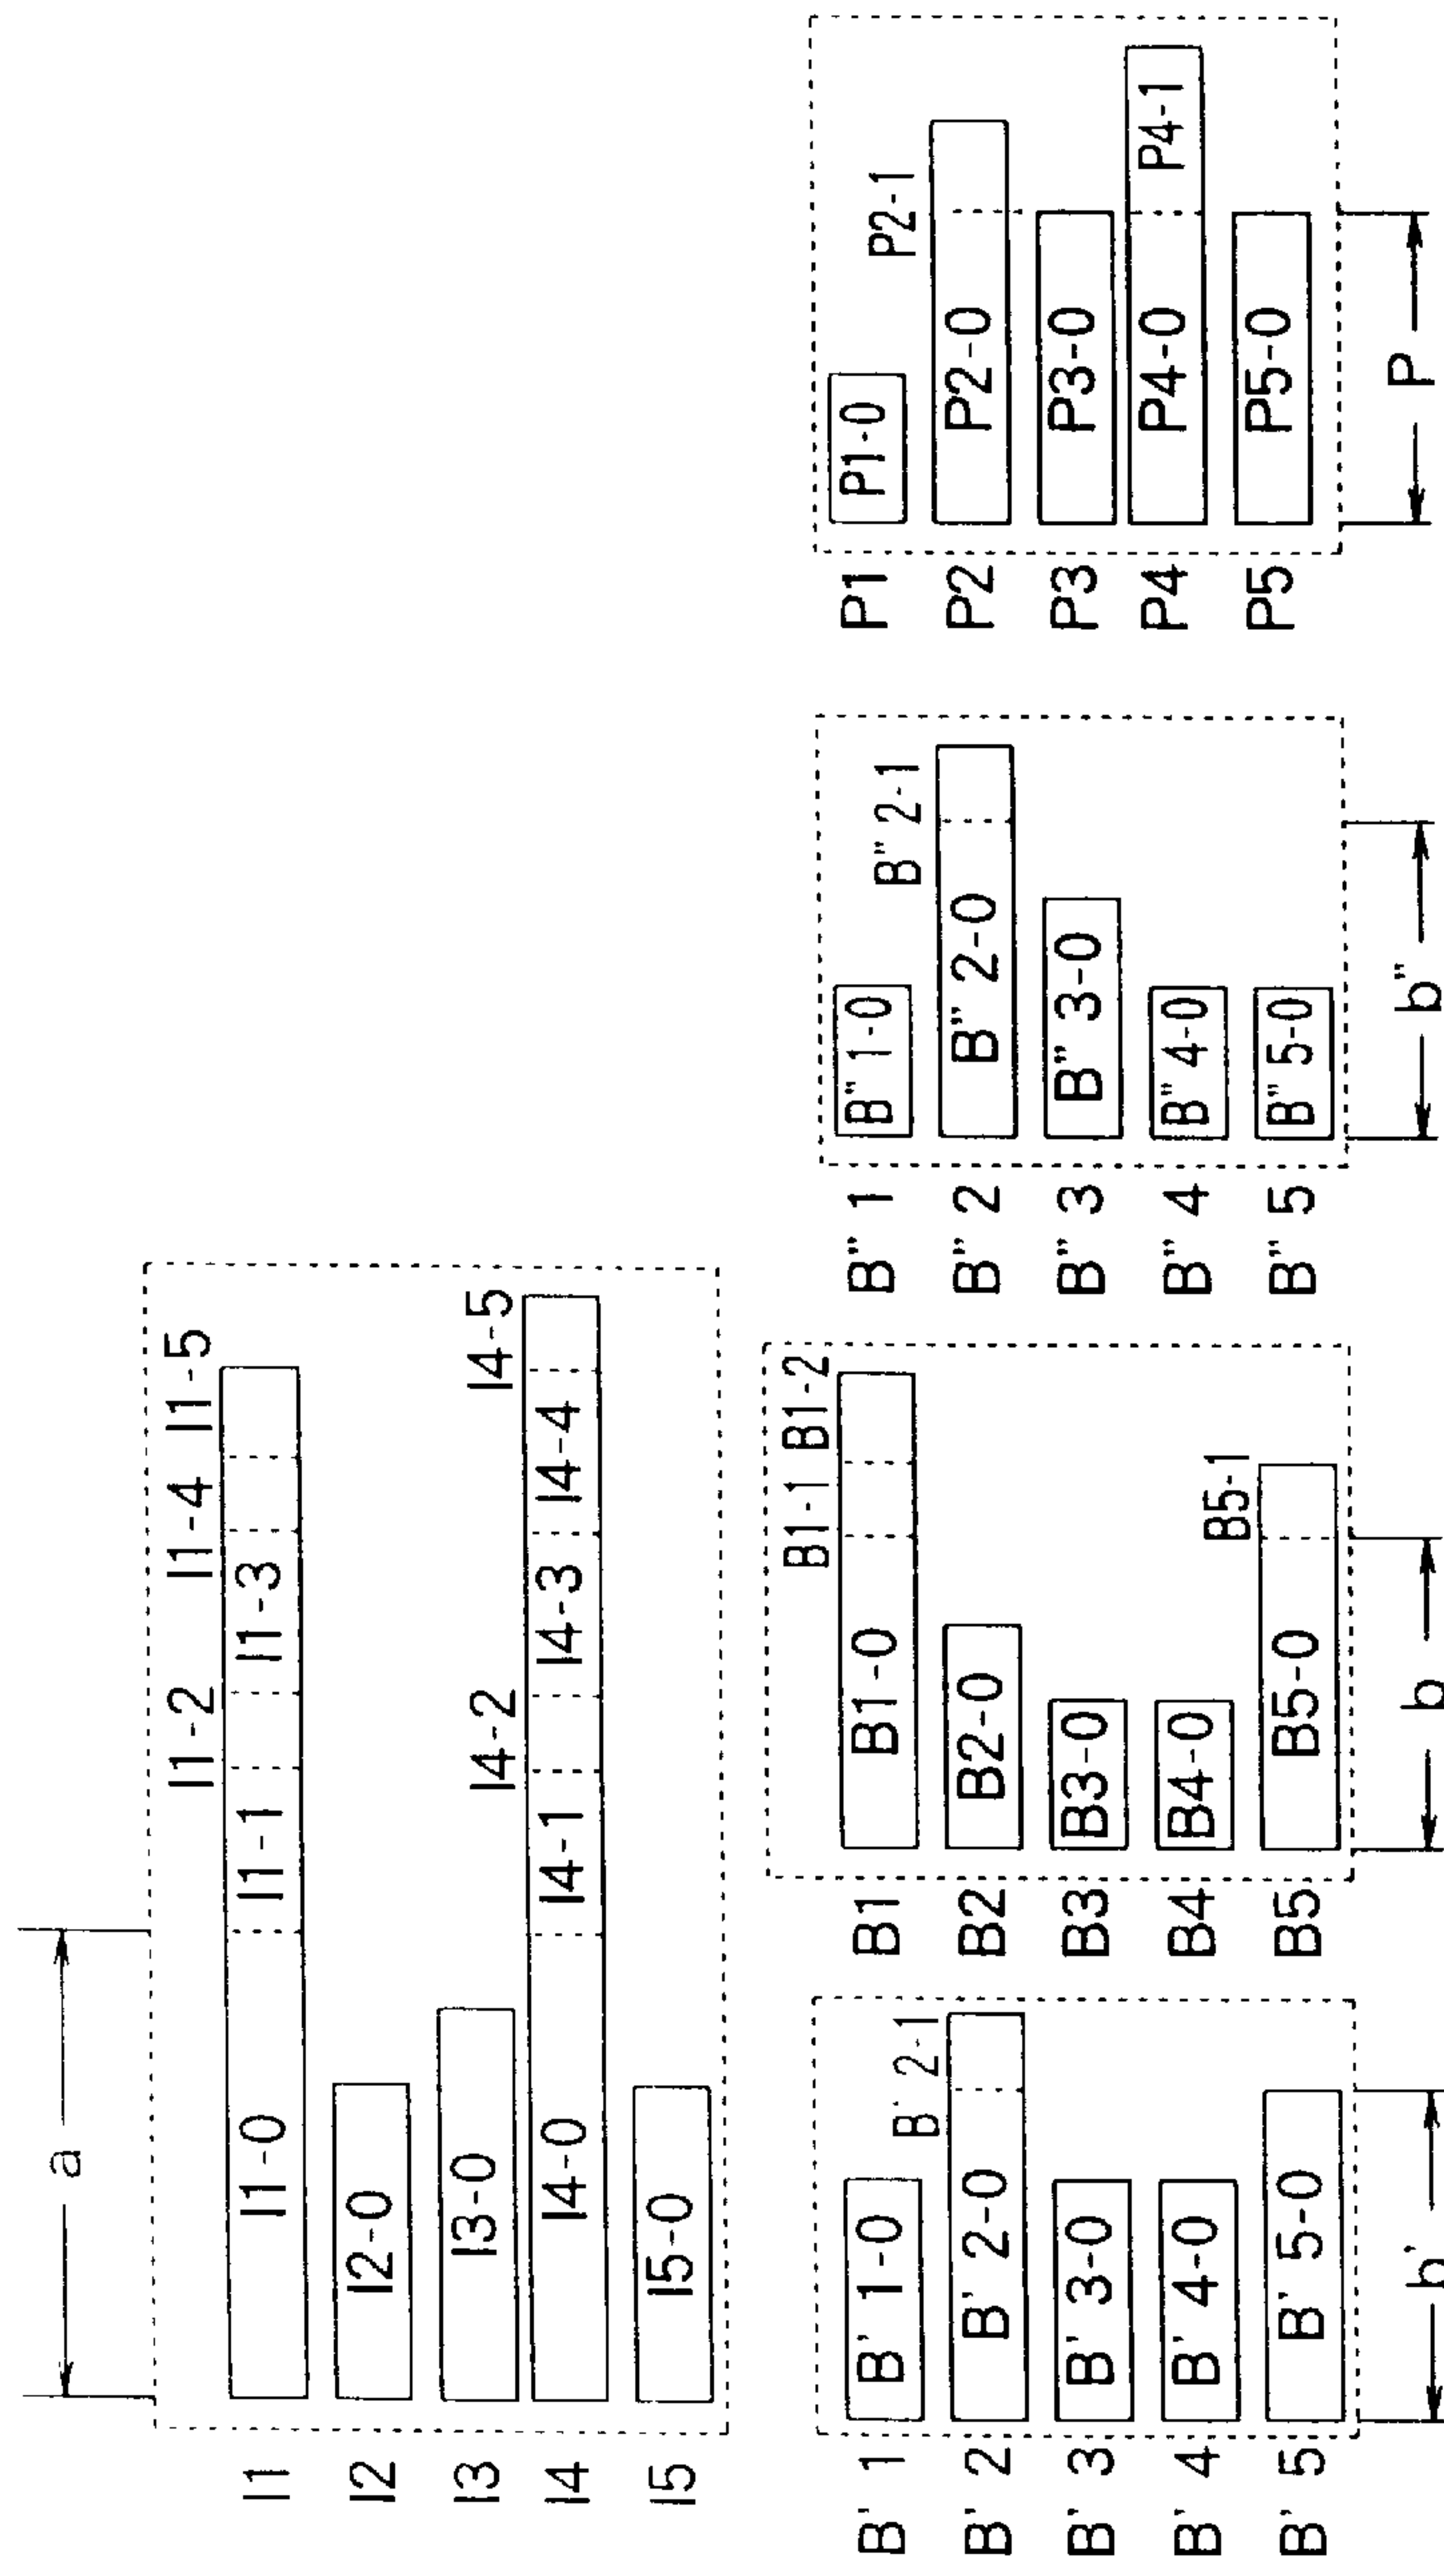 a
I1-2 I1-4 I1-5
I1 I1-0 I1-1 I1-3
I2 I2-0
I3 I3-0
I4-2 I4-5
I4 I4-0 I4-1 I4-3 I4-4
I5 I5-0
B' 1 B' 1-0
B' 2-1
B' 2 B' 2-0
B' 3 B' 3-0
B' 4 B' 4-0
B' 5 B' 5-0
b'
B1-1 B1-2
B1 B1-0
B2 B2-0
B3 B3-0
B4 B4-0
B5-1
B5 B5-0
b
B" 1 B" 1-0
B" 2-1
B" 2 B" 2-0
B" 3 B" 3-0
B" 4 B" 4-0
B" 5 B" 5-0
b"
P1 P1-0
P2-1
P2 P2-0
P3 P3-0
P4 P4-0 P4-1
P5 P5-0
P